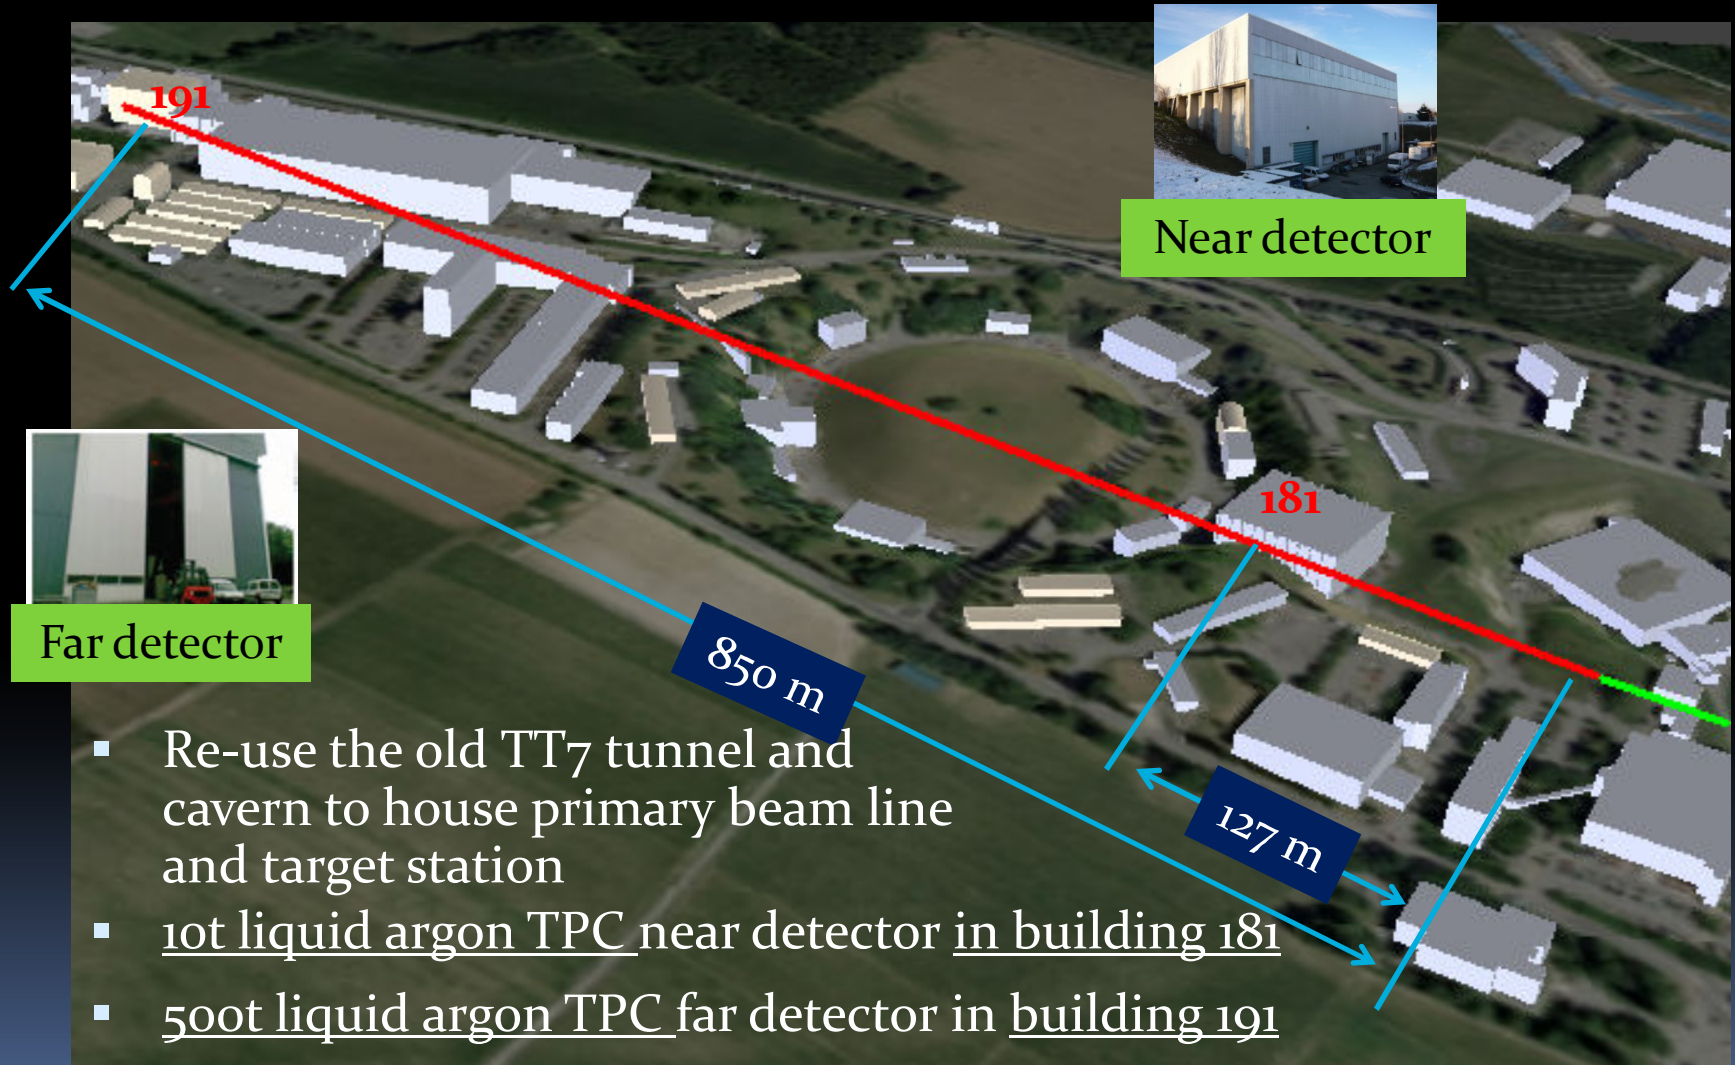 191
Near detector
181
Far detector
850 m
127 m
Re-use the old TT7 tunnel and
cavern to house primary beam line
and target station
10t liquid argon TPC near detector in building 181
500t liquid argon TPC far detector in building 191